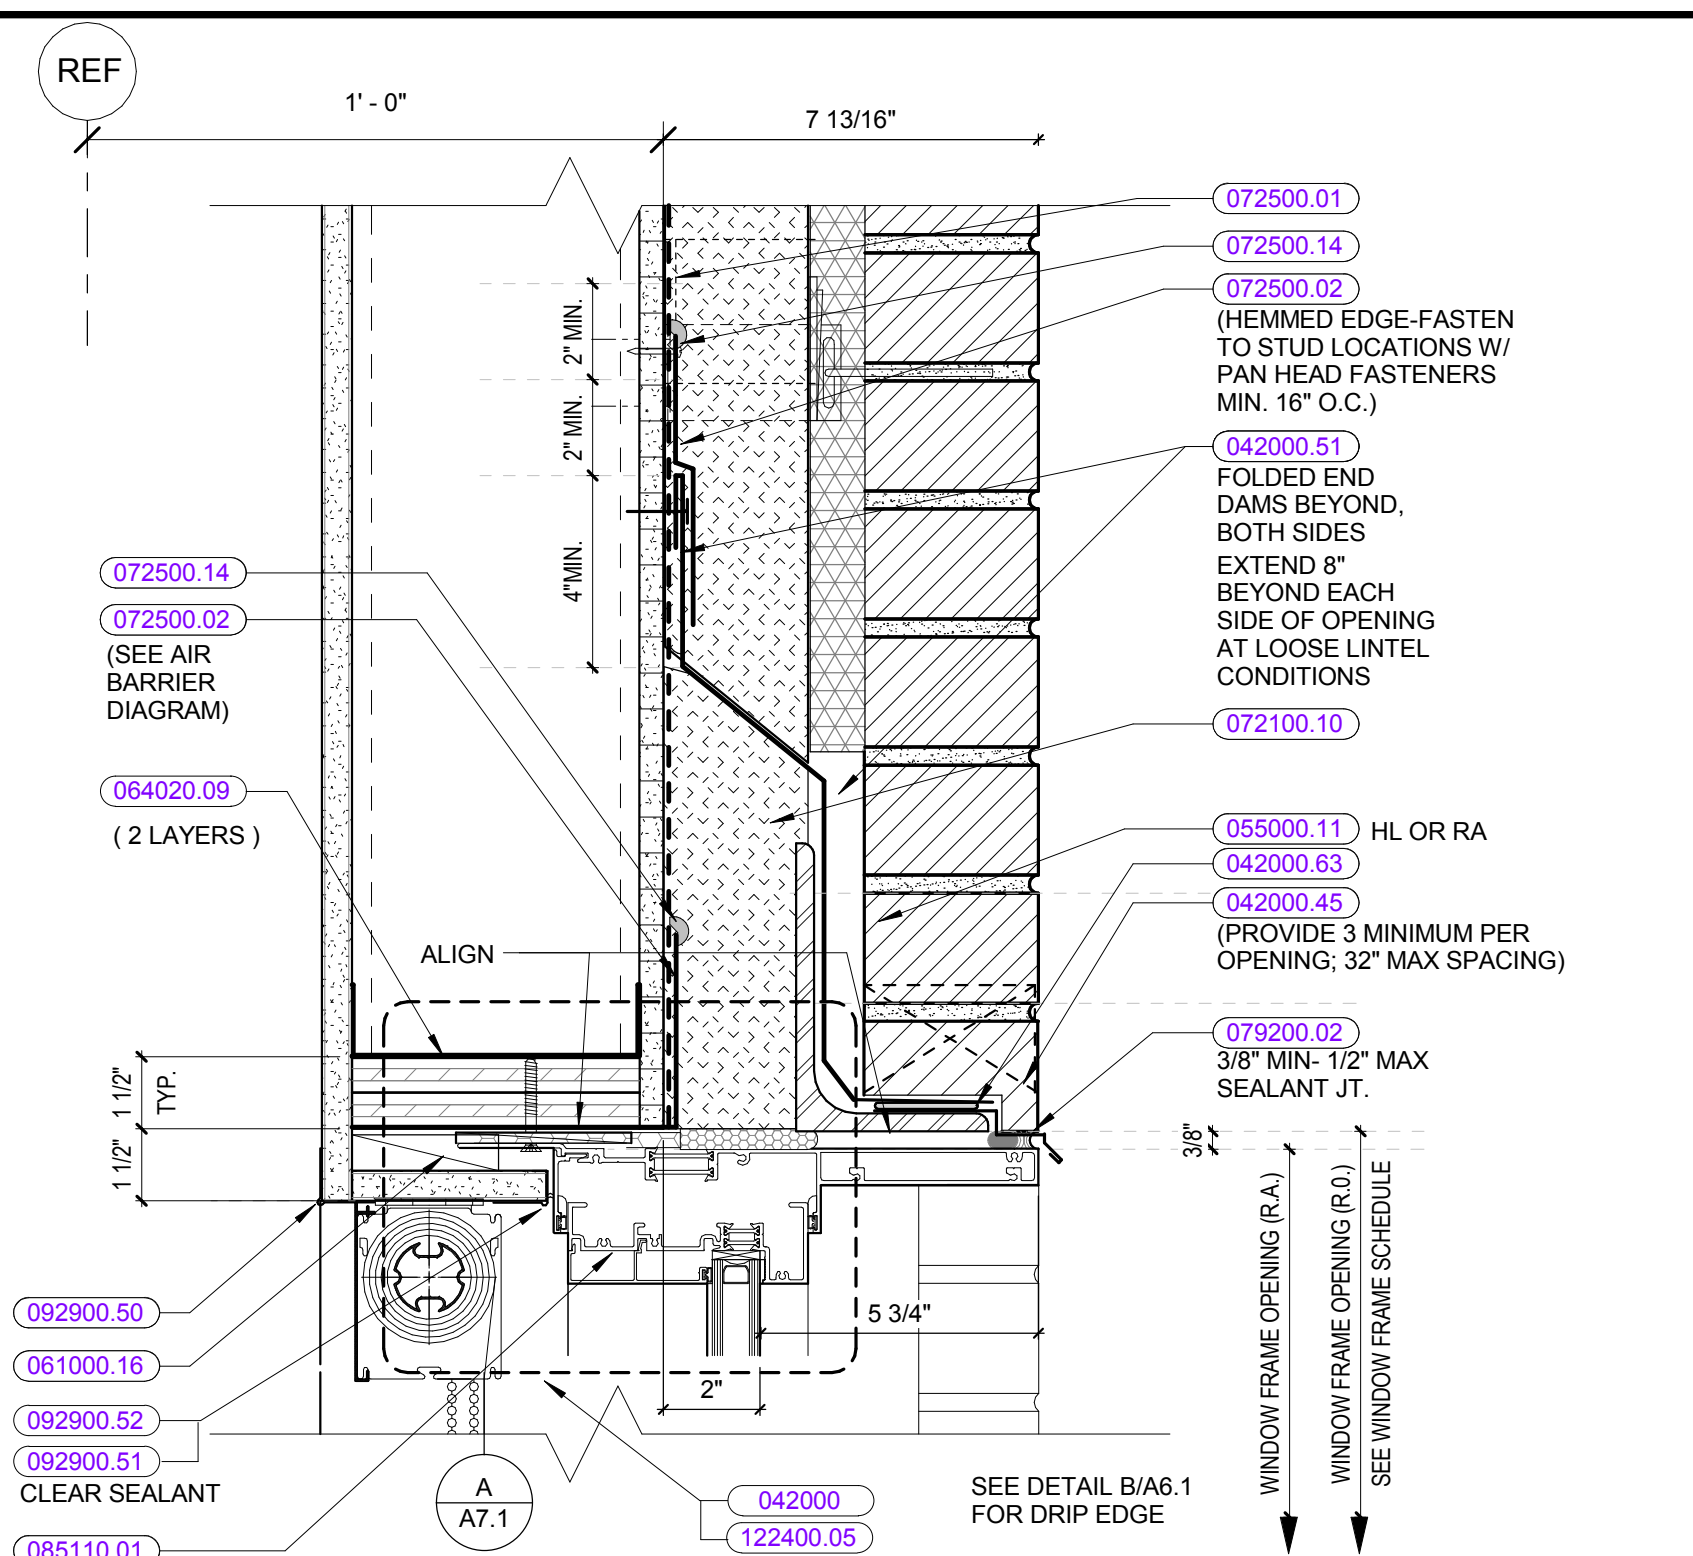 REF
1' - 0"
7 13/16"
072500.01
072500.14
072500.02
(HEMMED EDGE-FASTEN
TO STUD LOCATIONS W/
PAN HEAD FASTENERS
MIN. 16" O.C.)
2" MIN.
2" MIN.
4"MIN.
042000.51
FOLDED END
DAMS BEYOND,
BOTH SIDES
EXTEND 8"
BEYOND EACH
SIDE OF OPENING
AT LOOSE LINTEL
CONDITIONS
072500.14
072500.02
(SEE AIR
BARRIER
DIAGRAM)
072100.10
064020.09
( 2 LAYERS )
055000.11 HL OR RA
042000.63
042000.45
(PROVIDE 3 MINIMUM PER
OPENING; 32" MAX SPACING)
ALIGN
079200.02
3/8" MIN- 1/2" MAX
SEALANT JT.
1 1/2"
TYP.
1 1/2"
3/8"
WINDOW FRAME OPENING (R.A.)
WINDOW FRAME OPENING (R.0.)
SEE WINDOW FRAME SCHEDULE
092900.50
061000.16
092900.52
092900.51
CLEAR SEALANT
085110.01
5 3/4"
2"
A
A7.1
042000
122400.05
SEE DETAIL B/A6.1
FOR DRIP EDGE